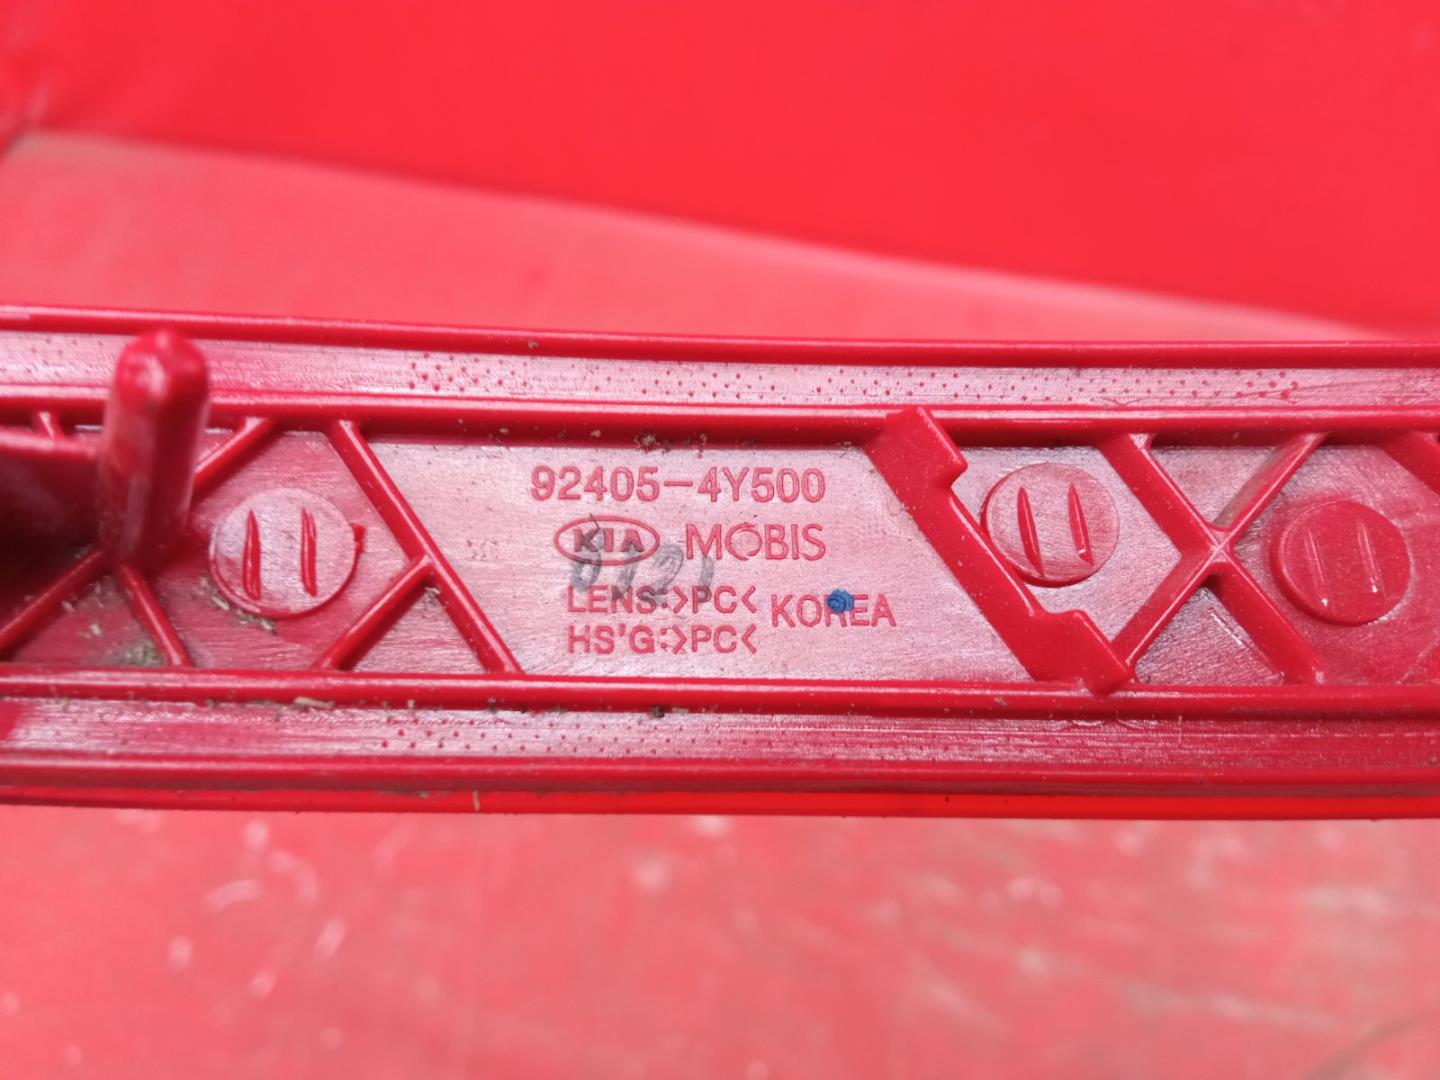 92405-4Y500
KIA MOBIS
LENS:>PC< KOREA
HS'G:>PC<